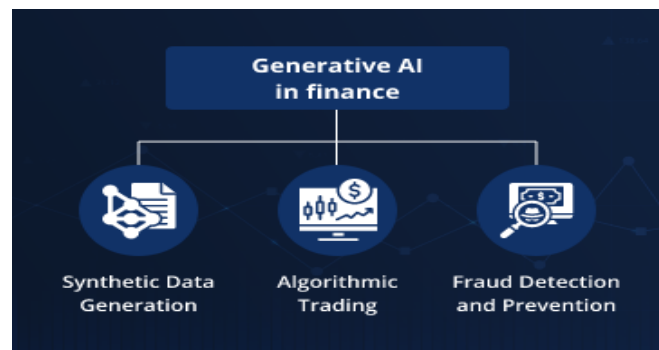 Generative AI
in finance
$
$
Synthetic Data
Generation
Algorithmic
Trading
Fraud Detection
and Prevention